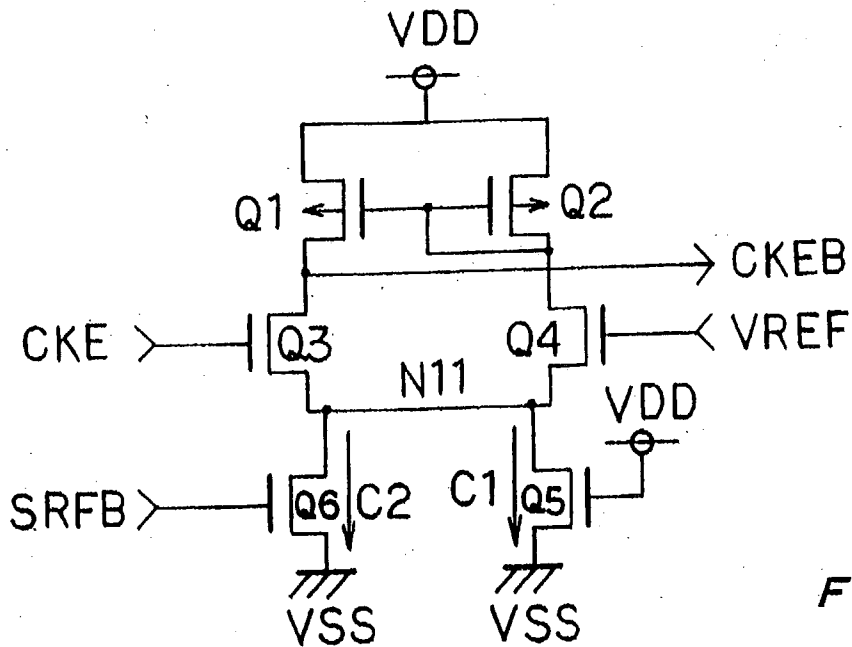 VDD
Q1
Q2
CKEB
CKE
Q3
Q4
VREF
N11
VDD
SRFB
Q6
C2
C1
Q5
VSS
VSS
F